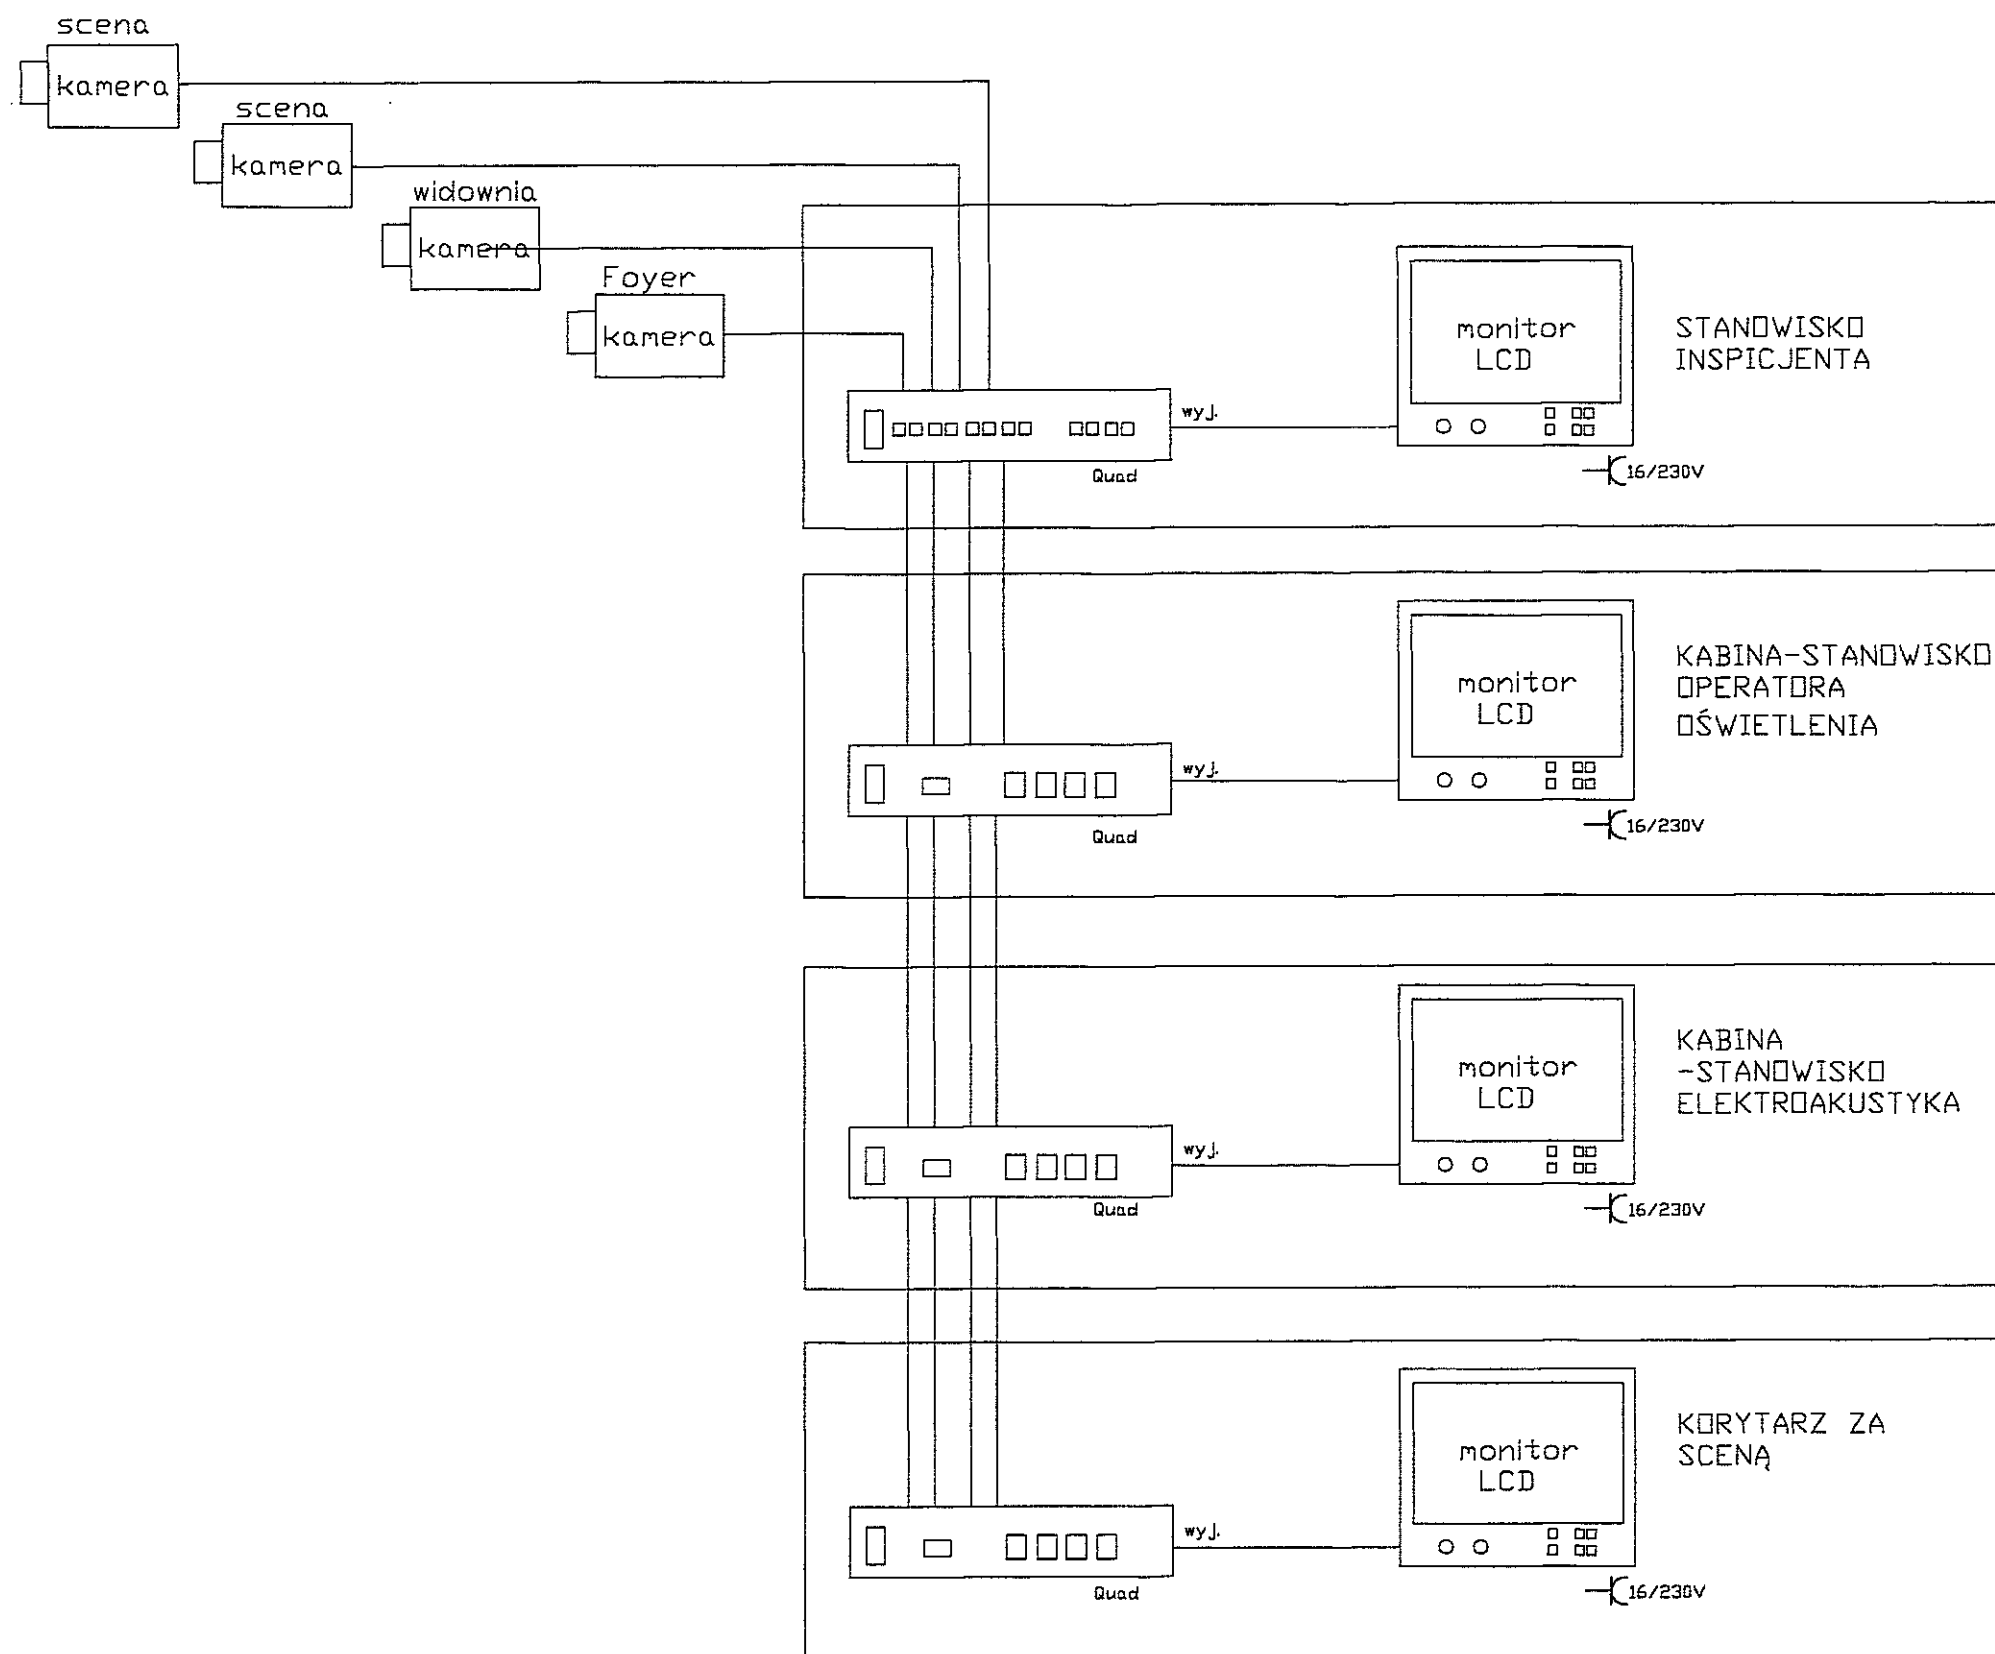 scena
kamera
scena
kamera
widownia
kamera
Foyer
kamera
monitor
LCD
STANOWISKO
INSPICJENTA
wyj.
Quad
16/230V
KABINA-STANOWISKO
OPERATORA
OŚWIETLENIA
monitor
LCD
wyj.
Quad
16/230V
KABINA
-STANOWISKO
ELEKTROAKUSTYKA
monitor
LCD
wyj.
Quad
16/230V
KORYTARZ ZA
SCENĄ
monitor
LCD
wyj.
Quad
16/230V